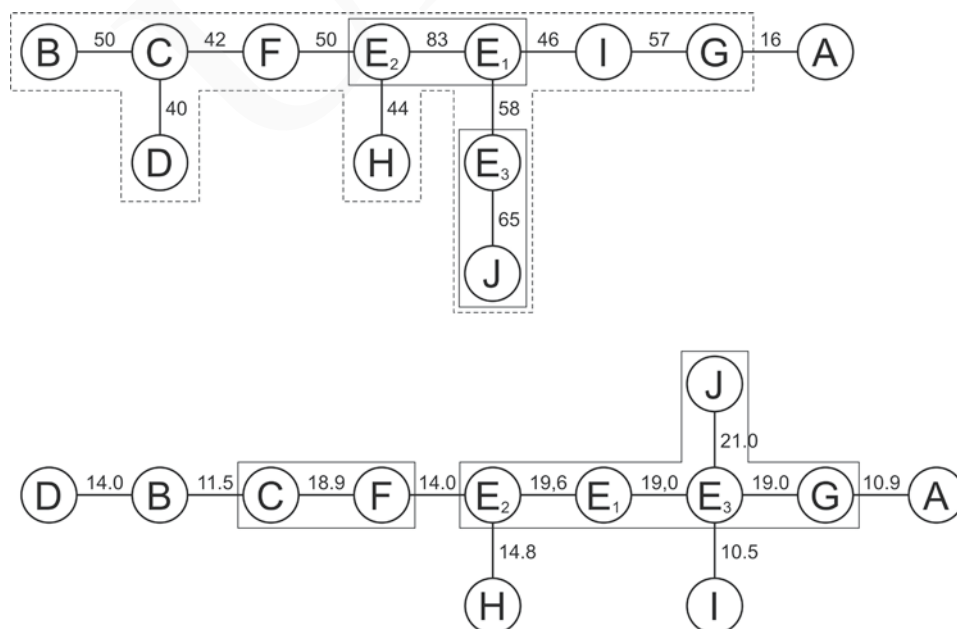 B 50 C 42 F 50 E₂ 83 E₁ 46 I 57 G 16 A
40 44 58
D H E₃
65
J
J
21.0
D 14.0 B 11.5 C 18.9 F 14.0 E₂ 19,6 E₁ 19,0 E₃ 19.0 G 10.9 A
14.8 10.5
H I